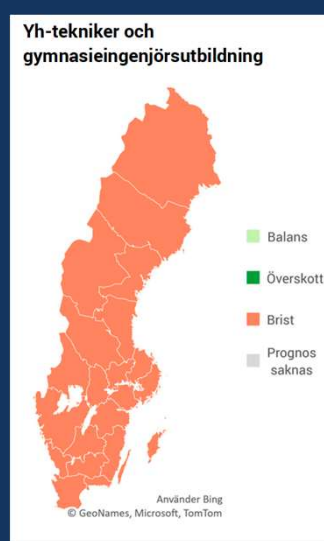 Yh-tekniker och
gymnasieingenjörsutbildning
Balans
Överskott
Brist
Prognos
saknas
Använder Bing
© GeoNames, Microsoft, TomTom